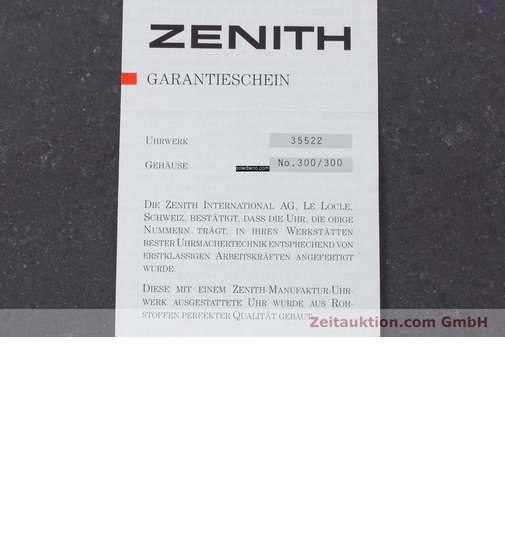 ZENITH
GARANTIESCHEIN
UHRWERK 35522
GEHÄUSE powdwoo.com No.300/300
DIE ZENITH INTERNATIONAL AG, LE LOCLE,
SCHWEIZ, BESTÄTIGT, DASS DIE UHR, DIE OBIGE
NUMMERN TRÄGT, IN IHREN WERKSTÄTTEN
BESTER UHRMACHERTECHNIK ENTSPRECHEND VON
ERSTKLASSIGEN ARBEITSKRÄFTEN ANGEFERTIGT
WURDE.
DIESE MIT EINEM ZENITH-MANUFAKTUR-UHR-
WERK AUSGESTATTETE UHR WURDE AUS ROH-
STOFFEN PERFEKTER QUALITÄT GEBAUT.
Zeitauktion.com GmbH